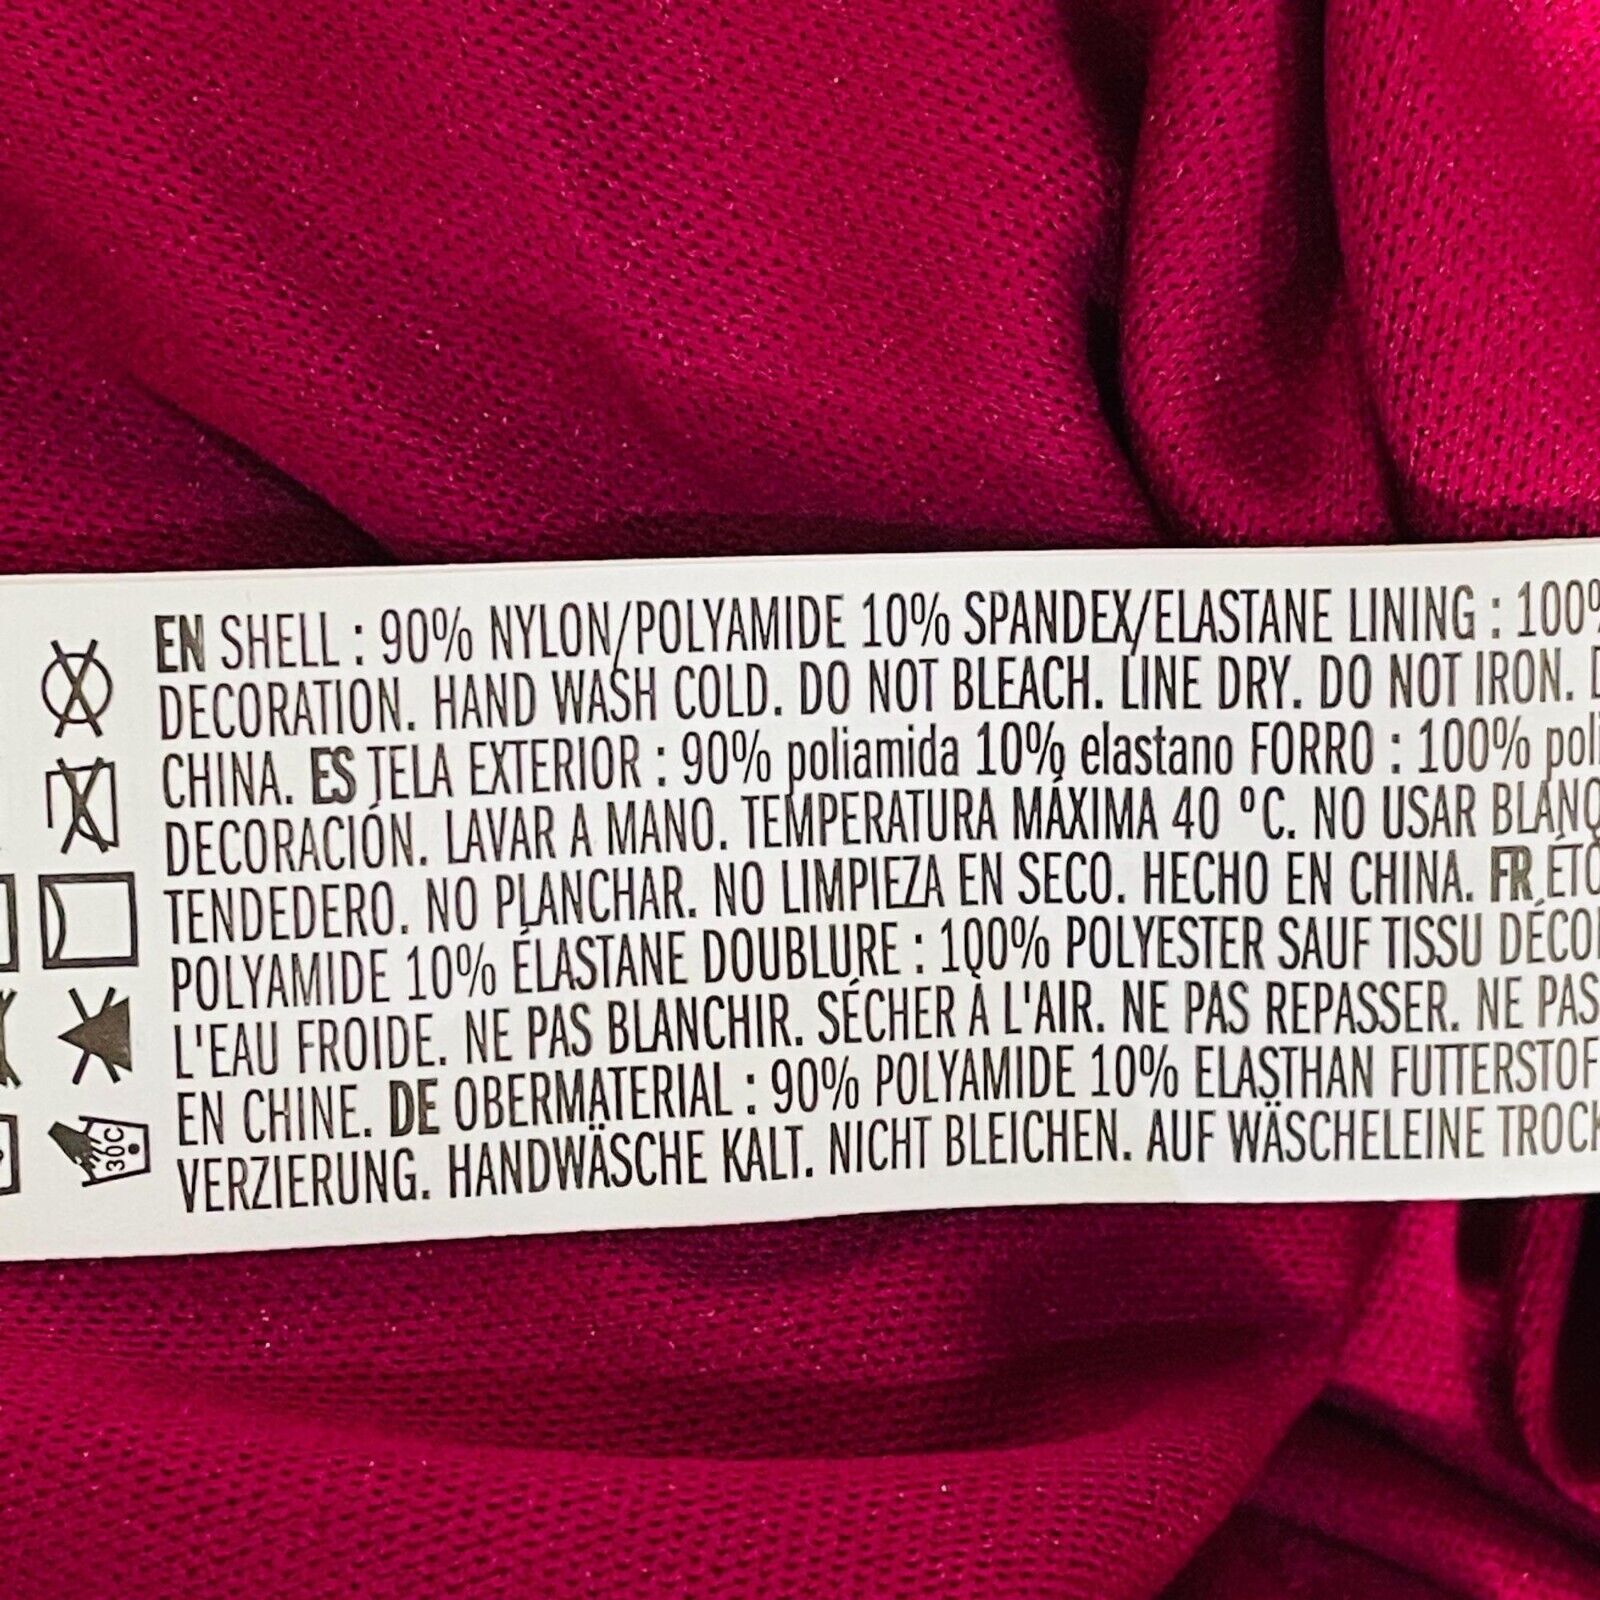 EN SHELL : 90% NYLON/POLYAMIDE 10% SPANDEX/ELASTANE LINING : 100%
DECORATION. HAND WASH COLD. DO NOT BLEACH. LINE DRY. DO NOT IRON.
CHINA. ES TELA EXTERIOR : 90% poliamida 10% elastano FORRO : 100%
DECORACIÓN. LAVAR A MANO. TEMPERATURA MÁXIMA 40 °C. NO USAR
TENDEDERO. NO PLANCHAR. NO LIMPIEZA EN SECO. HECHO EN CHINA. FR
POLYAMIDE 10% ÉLASTANE DOUBLURE : 100% POLYESTER SAUF TISSU
L'EAU FROIDE. NE PAS BLANCHIR. SÉCHER À L'AIR. NE PAS REPASSER. NE PAS
EN CHINE. DE OBERMATERIAL : 90% POLYAMIDE 10% ELASTHAN
VERZIERUNG. HANDWÄSCHE KALT. NICHT BLEICHEN. AUF WÄSCHELEINE
30C